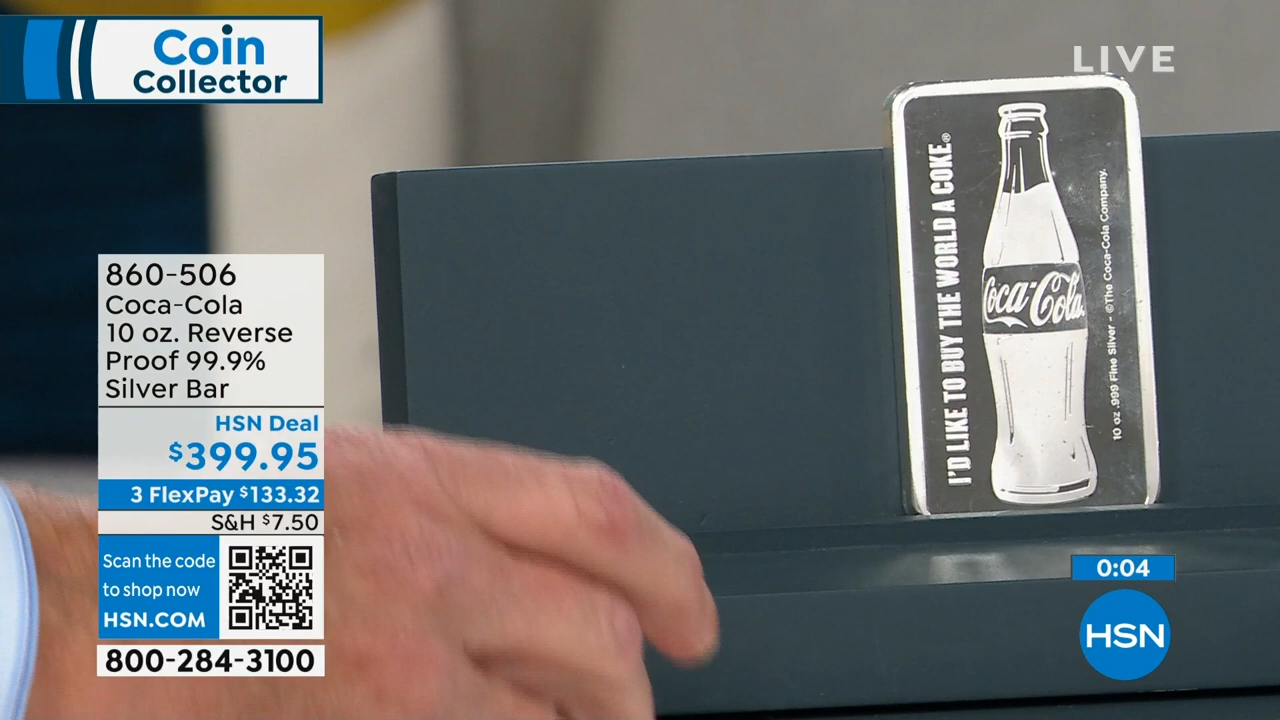 Coin
Collector
LIVE
I'D LIKE TO BUY THE WORLD A COKE.®
Coca-Cola
10 oz .999 Fine Silver - ©The Coca-Cola Company.
860-506
Coca-Cola
10 oz. Reverse
Proof 99.9%
Silver Bar
HSN Deal
$399.95
3 FlexPay $133.32
S&H $7.50
Scan the code
to shop now
HSN.COM
800-284-3100
0:04
HSN